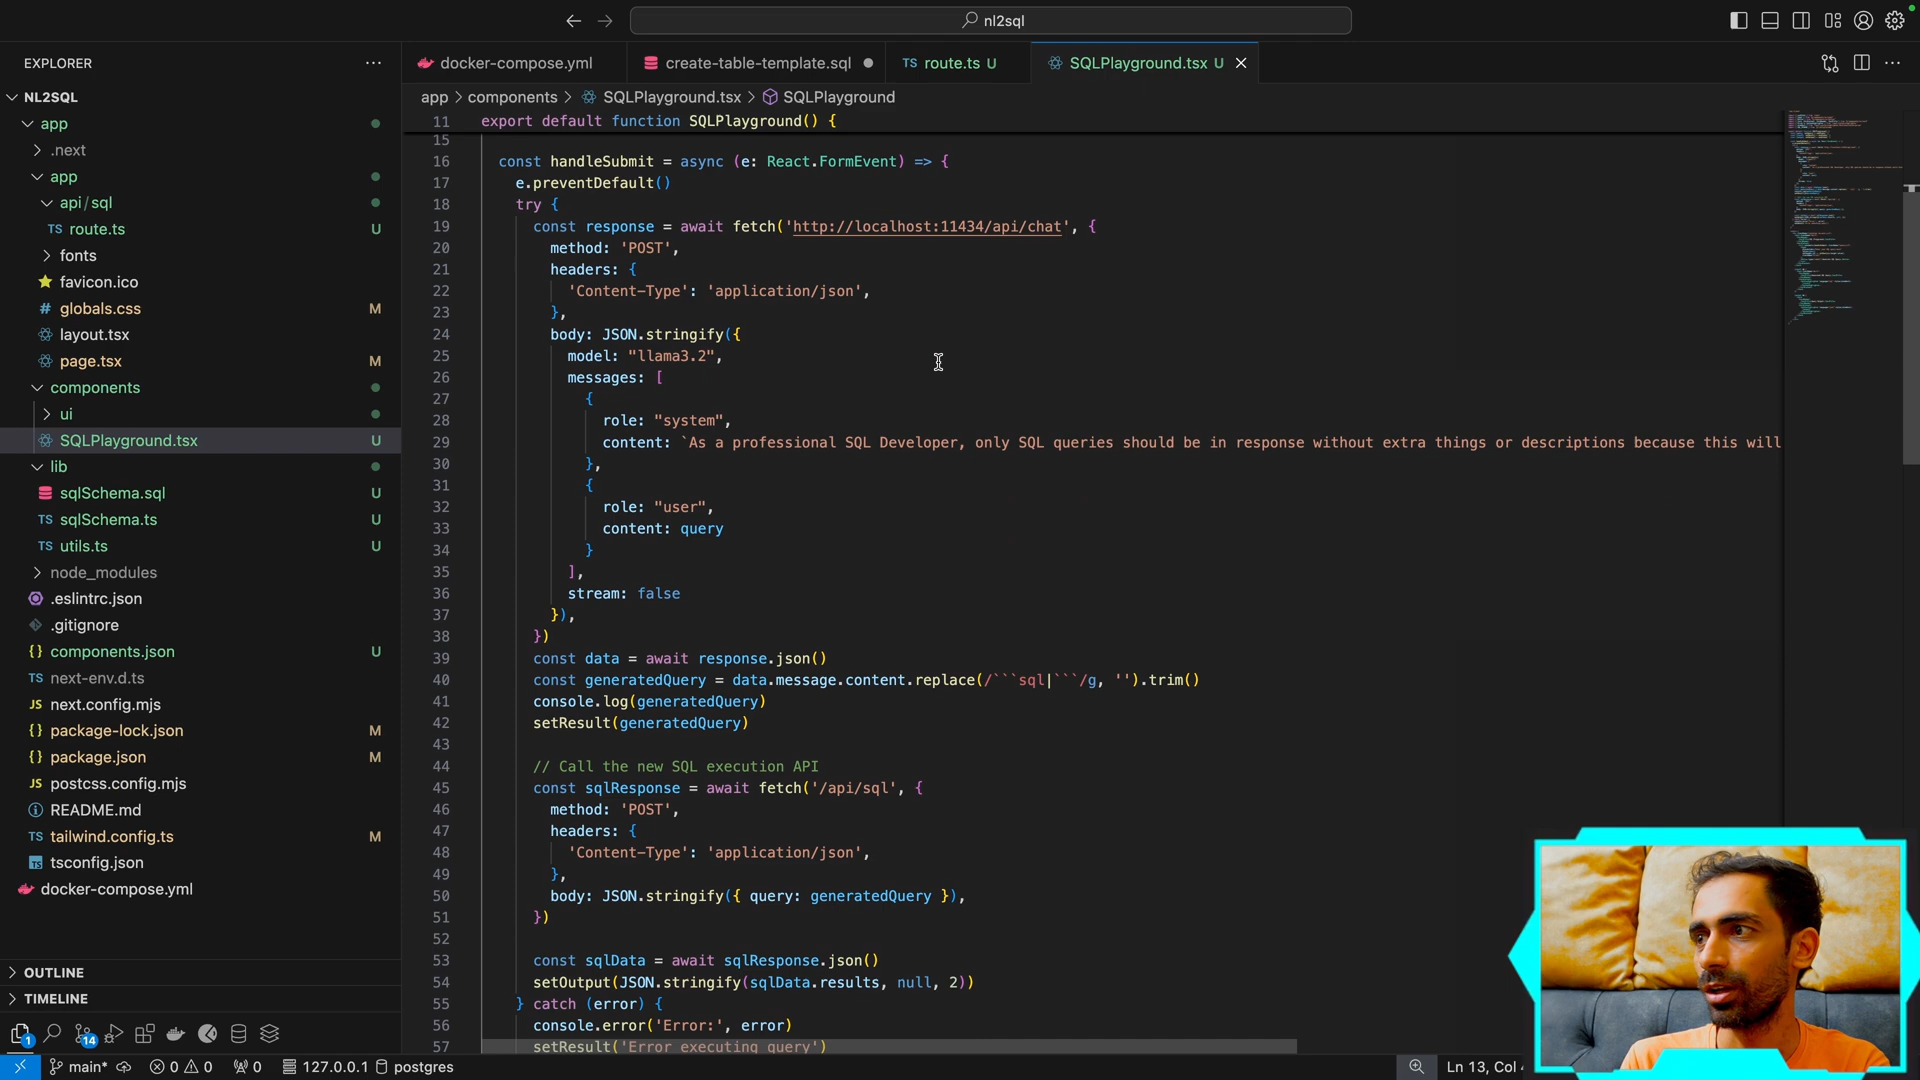 nl2sql
EXPLORER
docker-compose.yml
create-table-template.sql
TS route.ts U
SQLPlayground.tsx U
NL2SQL
app > components > SQLPlayground.tsx > SQLPlayground
app
.next
app
api/sql
TS route.ts U
fonts
favicon.ico
# globals.css M
layout.tsx
page.tsx M
components
ui
SQLPlayground.tsx U
lib
sqlSchema.sql U
TS sqlSchema.ts U
TS utils.ts U
node_modules
.eslintrc.json
.gitignore
{} components.json U
TS next-env.d.ts
JS next.config.mjs
{} package-lock.json M
{} package.json M
JS postcss.config.mjs
README.md
TS tailwind.config.ts M
tsconfig.json
docker-compose.yml
OUTLINE
TIMELINE
11 export default function SQLPlayground() {
15
16 const handleSubmit = async (e: React.FormEvent) => {
17 e.preventDefault()
18 try {
19 const response = await fetch('http://localhost:11434/api/chat', {
20 method: 'POST',
21 headers: {
22 'Content-Type': 'application/json',
23 },
24 body: JSON.stringify({
25 model: "llama3.2",
26 messages: [
27 {
28 role: "system",
29 content: `As a professional SQL Developer, only SQL queries should be in response without extra things or descriptions because this will
30 },
31 {
32 role: "user",
33 content: query
34 }
35 ],
36 stream: false
37 }),
38 })
39 const data = await response.json()
40 const generatedQuery = data.message.content.replace(/```sql|```/g, '').trim()
41 console.log(generatedQuery)
42 setResult(generatedQuery)
43
44 // Call the new SQL execution API
45 const sqlResponse = await fetch('/api/sql', {
46 method: 'POST',
47 headers: {
48 'Content-Type': 'application/json',
49 },
50 body: JSON.stringify({ query: generatedQuery }),
51 })
52
53 const sqlData = await sqlResponse.json()
54 setOutput(JSON.stringify(sqlData.results, null, 2))
55 } catch (error) {
56 console.error('Error:', error)
57 setResult('Error executing query')
1
14
main* 0 0 0 127.0.0.1 postgres
Ln 13, Col